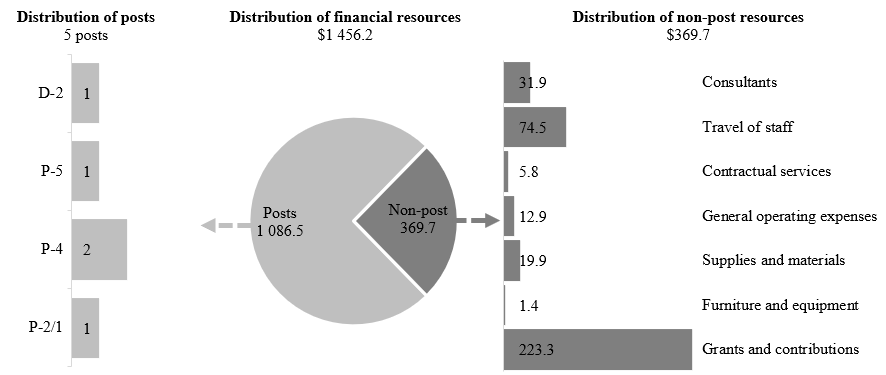 Distribution of posts
5 posts
D-2
1
P-5
1
P-4
2
P-2/1
1
Distribution of financial resources
$1 456.2
Posts
1 086.5
Non-post
369.7
Distribution of non-post resources
$369.7
31.9 Consultants
74.5 Travel of staff
5.8 Contractual services
12.9 General operating expenses
19.9 Supplies and materials
1.4 Furniture and equipment
223.3 Grants and contributions